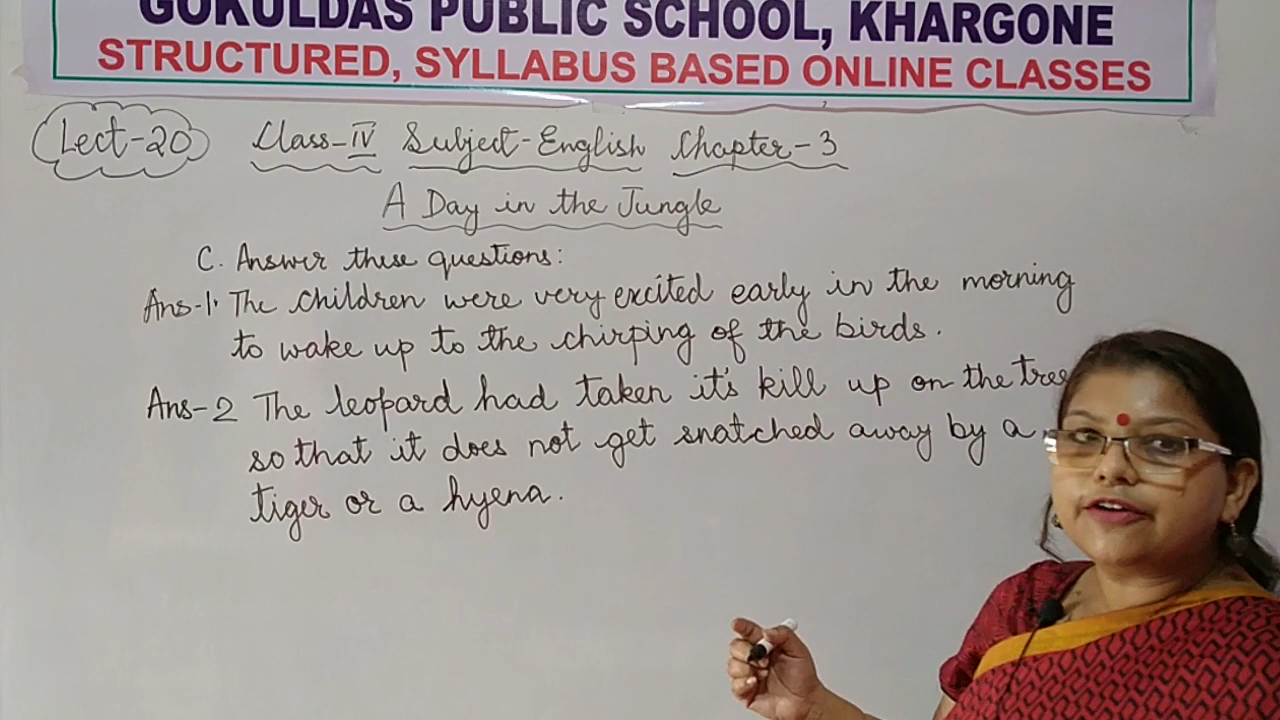 GOKULDAS PUBLIC SCHOOL, KHARGONE
STRUCTURED, SYLLABUS BASED ONLINE CLASSES
Lect-20 Class-IV Subject-English Chapter-3
A Day in the Jungle
C. Answer these questions:
Ans-1. The children were very excited early in the morning
to wake up to the chirping of the birds.
Ans-2 The leopard had taken it's kill up on the tree
so that it does not get snatched away by a
tiger or a hyena.